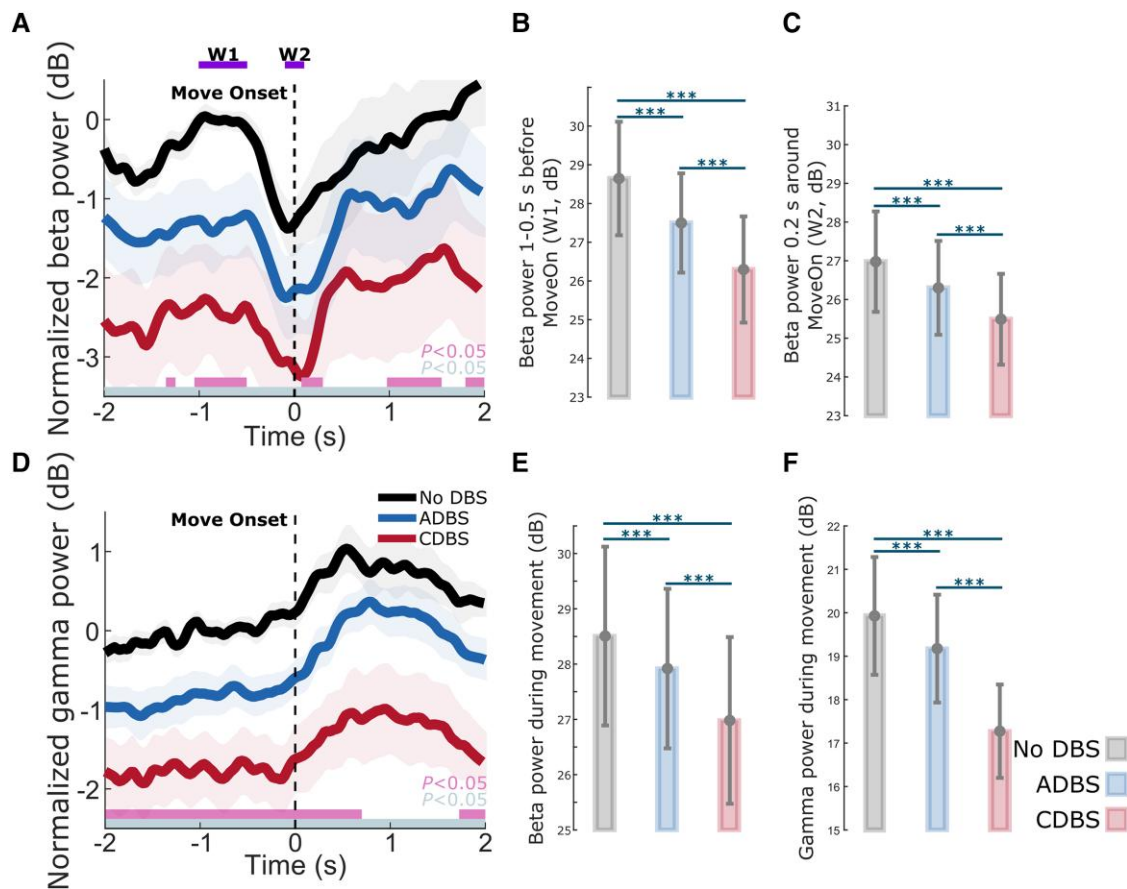 A
W1
W2
Move Onset
Normalized beta power (dB)
0
-1
-2
-3
P<0.05
P<0.05
-2
-1
0
1
2
Time (s)
B
Beta power 1-0.5 s before
MoveOn (W1, dB)
30
29
28
27
26
25
24
23
***
***
***
C
Beta power 0.2 s around
MoveOn (W2, dB)
31
30
29
28
27
26
25
24
23
***
***
***
D
Normalized gamma power (dB)
Move Onset
No DBS
ADBS
CDBS
1
0
-1
-2
P<0.05
P<0.05
-2
-1
0
1
2
Time (s)
E
Beta power during movement (dB)
30
29
28
27
26
25
***
***
***
F
Gamma power during movement (dB)
22
21
20
19
18
17
16
15
***
***
***
No DBS
ADBS
CDBS